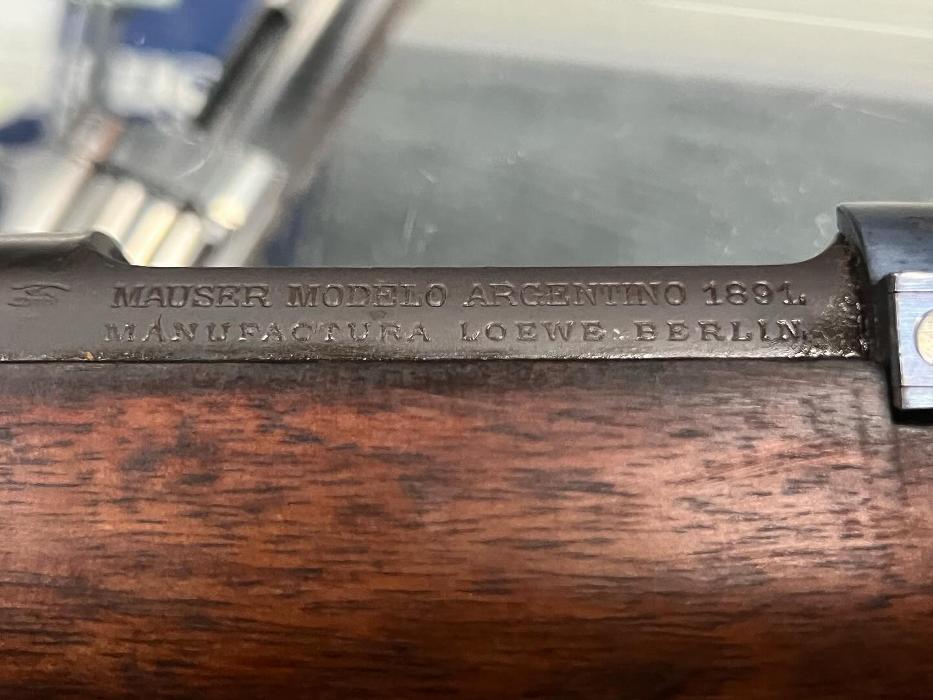 MAUSER MODELO ARGENTINO 1891.
MANUFACTURA LOEWE BERLIN.